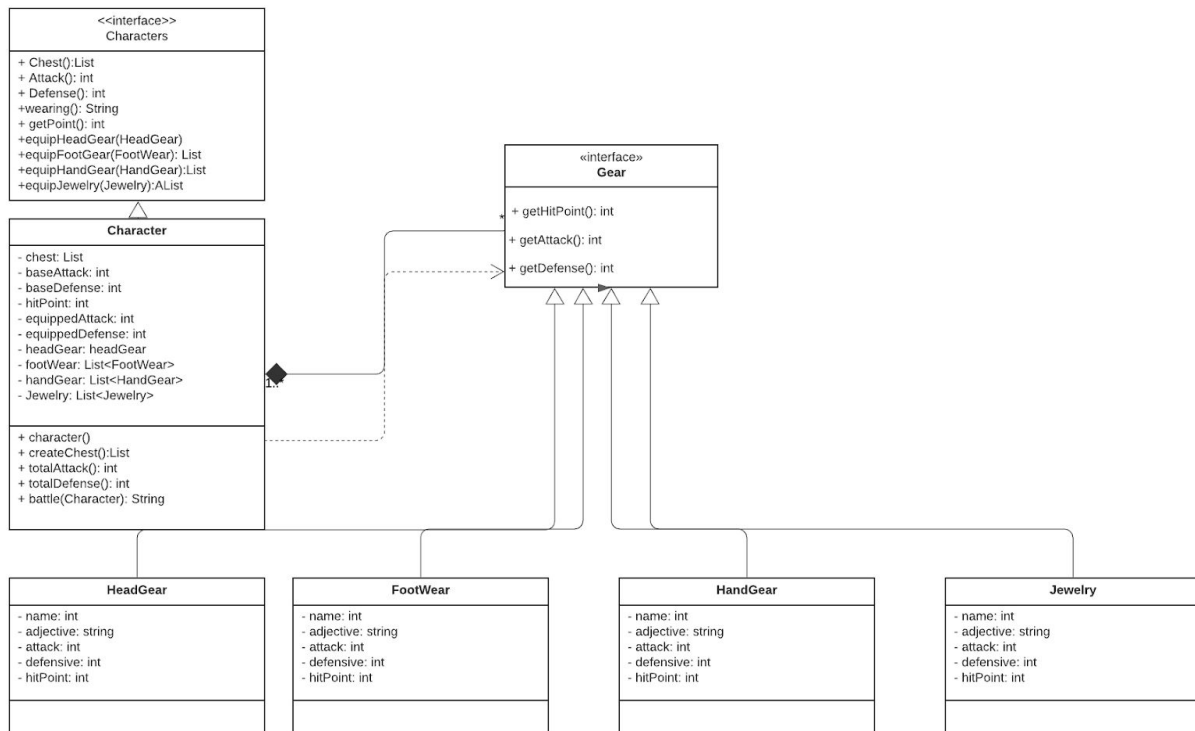 <<interface>>
Characters
+ Chest():List
+ Attack(): int
+ Defense(): int
+wearing(): String
+ getPoint(): int
+equipHeadGear(HeadGear)
+equipFootGear(FootWear): List
+equipHandGear(HandGear):List
+equipJewelry(Jewelry):AList
«interface»
Gear
+ getHitPoint(): int
+ getAttack(): int
+ getDefense(): int
*
Character
- chest: List
- baseAttack: int
- baseDefense: int
- hitPoint: int
- equippedAttack: int
- equippedDefense: int
- headGear: headGear
- footWear: List<FootWear>
- handGear: List<HandGear>
- Jewelry: List<Jewelry>
1..*
+ character()
+ createChest():List
+ totalAttack(): int
+ totalDefense(): int
+ battle(Character): String
HeadGear
- name: int
- adjective: string
- attack: int
- defensive: int
- hitPoint: int
FootWear
- name: int
- adjective: string
- attack: int
- defensive: int
- hitPoint: int
HandGear
- name: int
- adjective: string
- attack: int
- defensive: int
- hitPoint: int
Jewelry
- name: int
- adjective: string
- attack: int
- defensive: int
- hitPoint: int